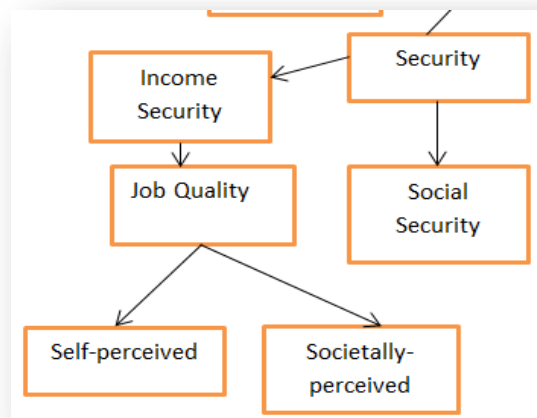 Security
Income
Security
Job Quality
Social
Security
Self-perceived
Societally-
perceived